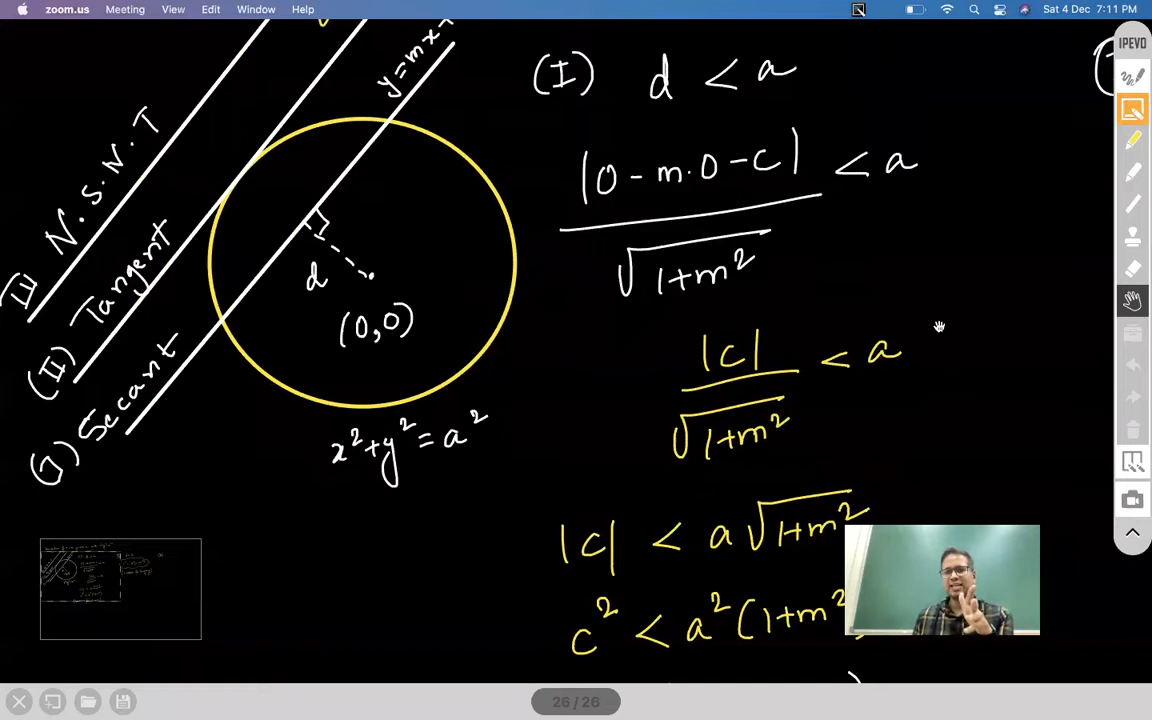 zoom.us Meeting View Edit Window Help
Sat 4 Dec 7:11 PM
IPEVO
(III) N.S.N.T
(II) Tangent
(I) Secant
y=mx+
d
(0,0)
x²+y²=a²
(I) d < a
|0-m·0-c| / √1+m² < a
|c| / √1+m² < a
|c| < a√1+m²
c² < a²(1+m²
26 / 26